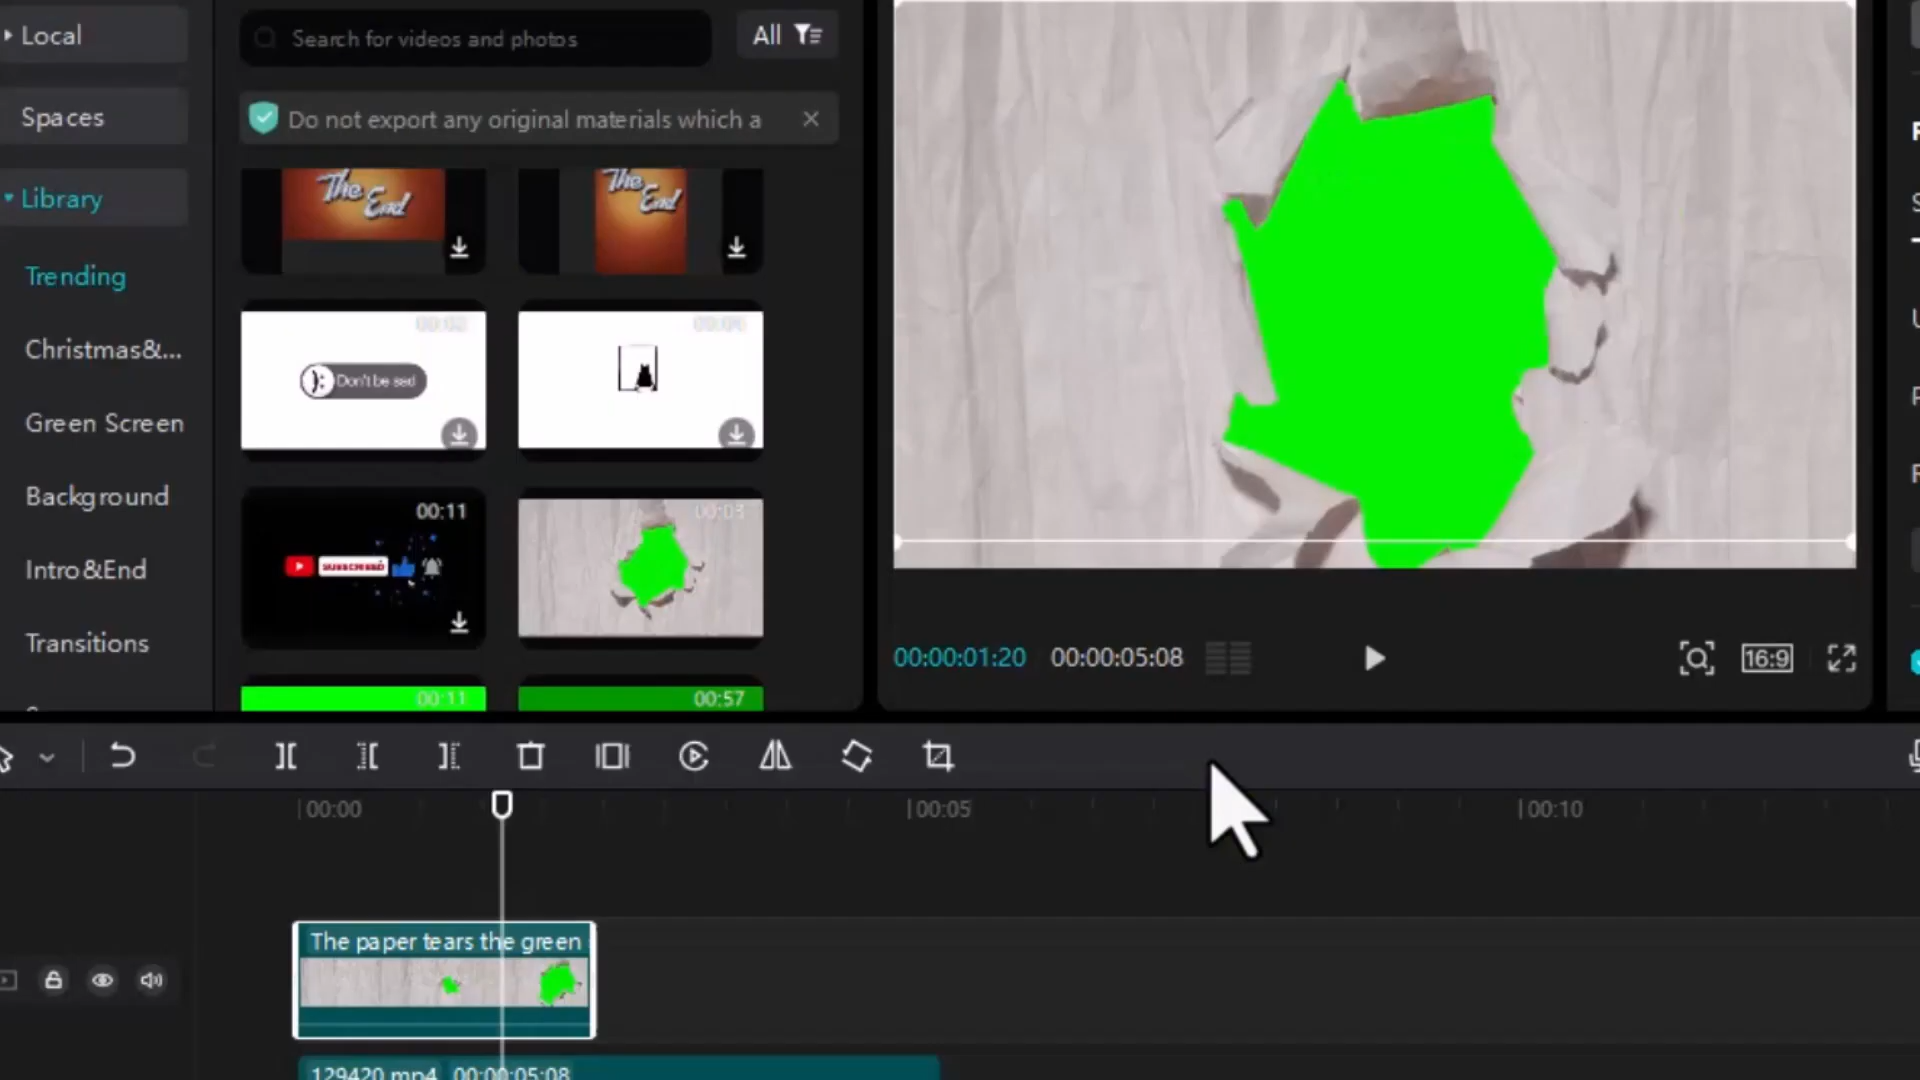 Local
Search for videos and photos
All
Spaces
Do not export any original materials which a
Library
The End
The End
Trending
00:02
Christmas&...
Don't be sad
Green Screen
Background
00:11
00:03
Intro&End
SUBSCRIBED
Transitions
00:00:01:20
00:00:05:08
16:9
00:11
00:57
00:00
00:05
00:10
The paper tears the green
129420.mp4 00:00:05:08